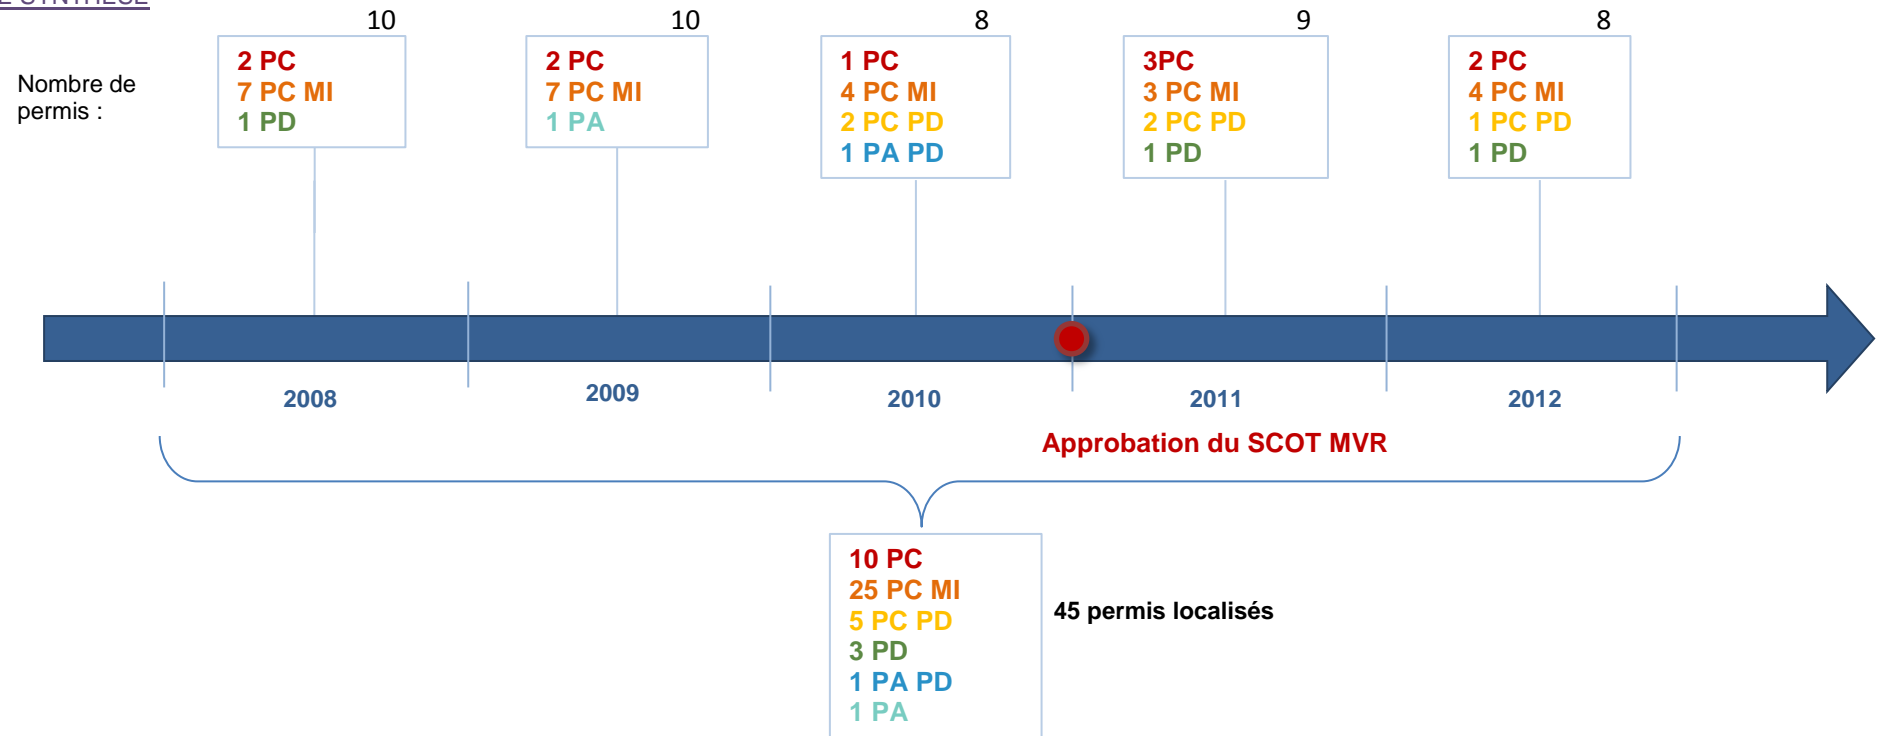 E SYNTHESE
10
10
8
9
8
Nombre de
permis :
2 PC
7 PC MI
1 PD
2 PC
7 PC MI
1 PA
1 PC
4 PC MI
2 PC PD
1 PA PD
3PC
3 PC MI
2 PC PD
1 PD
2 PC
4 PC MI
1 PC PD
1 PD
2008
2009
2010
2011
2012
Approbation du SCOT MVR
10 PC
25 PC MI
5 PC PD
3 PD
1 PA PD
1 PA
45 permis localisés